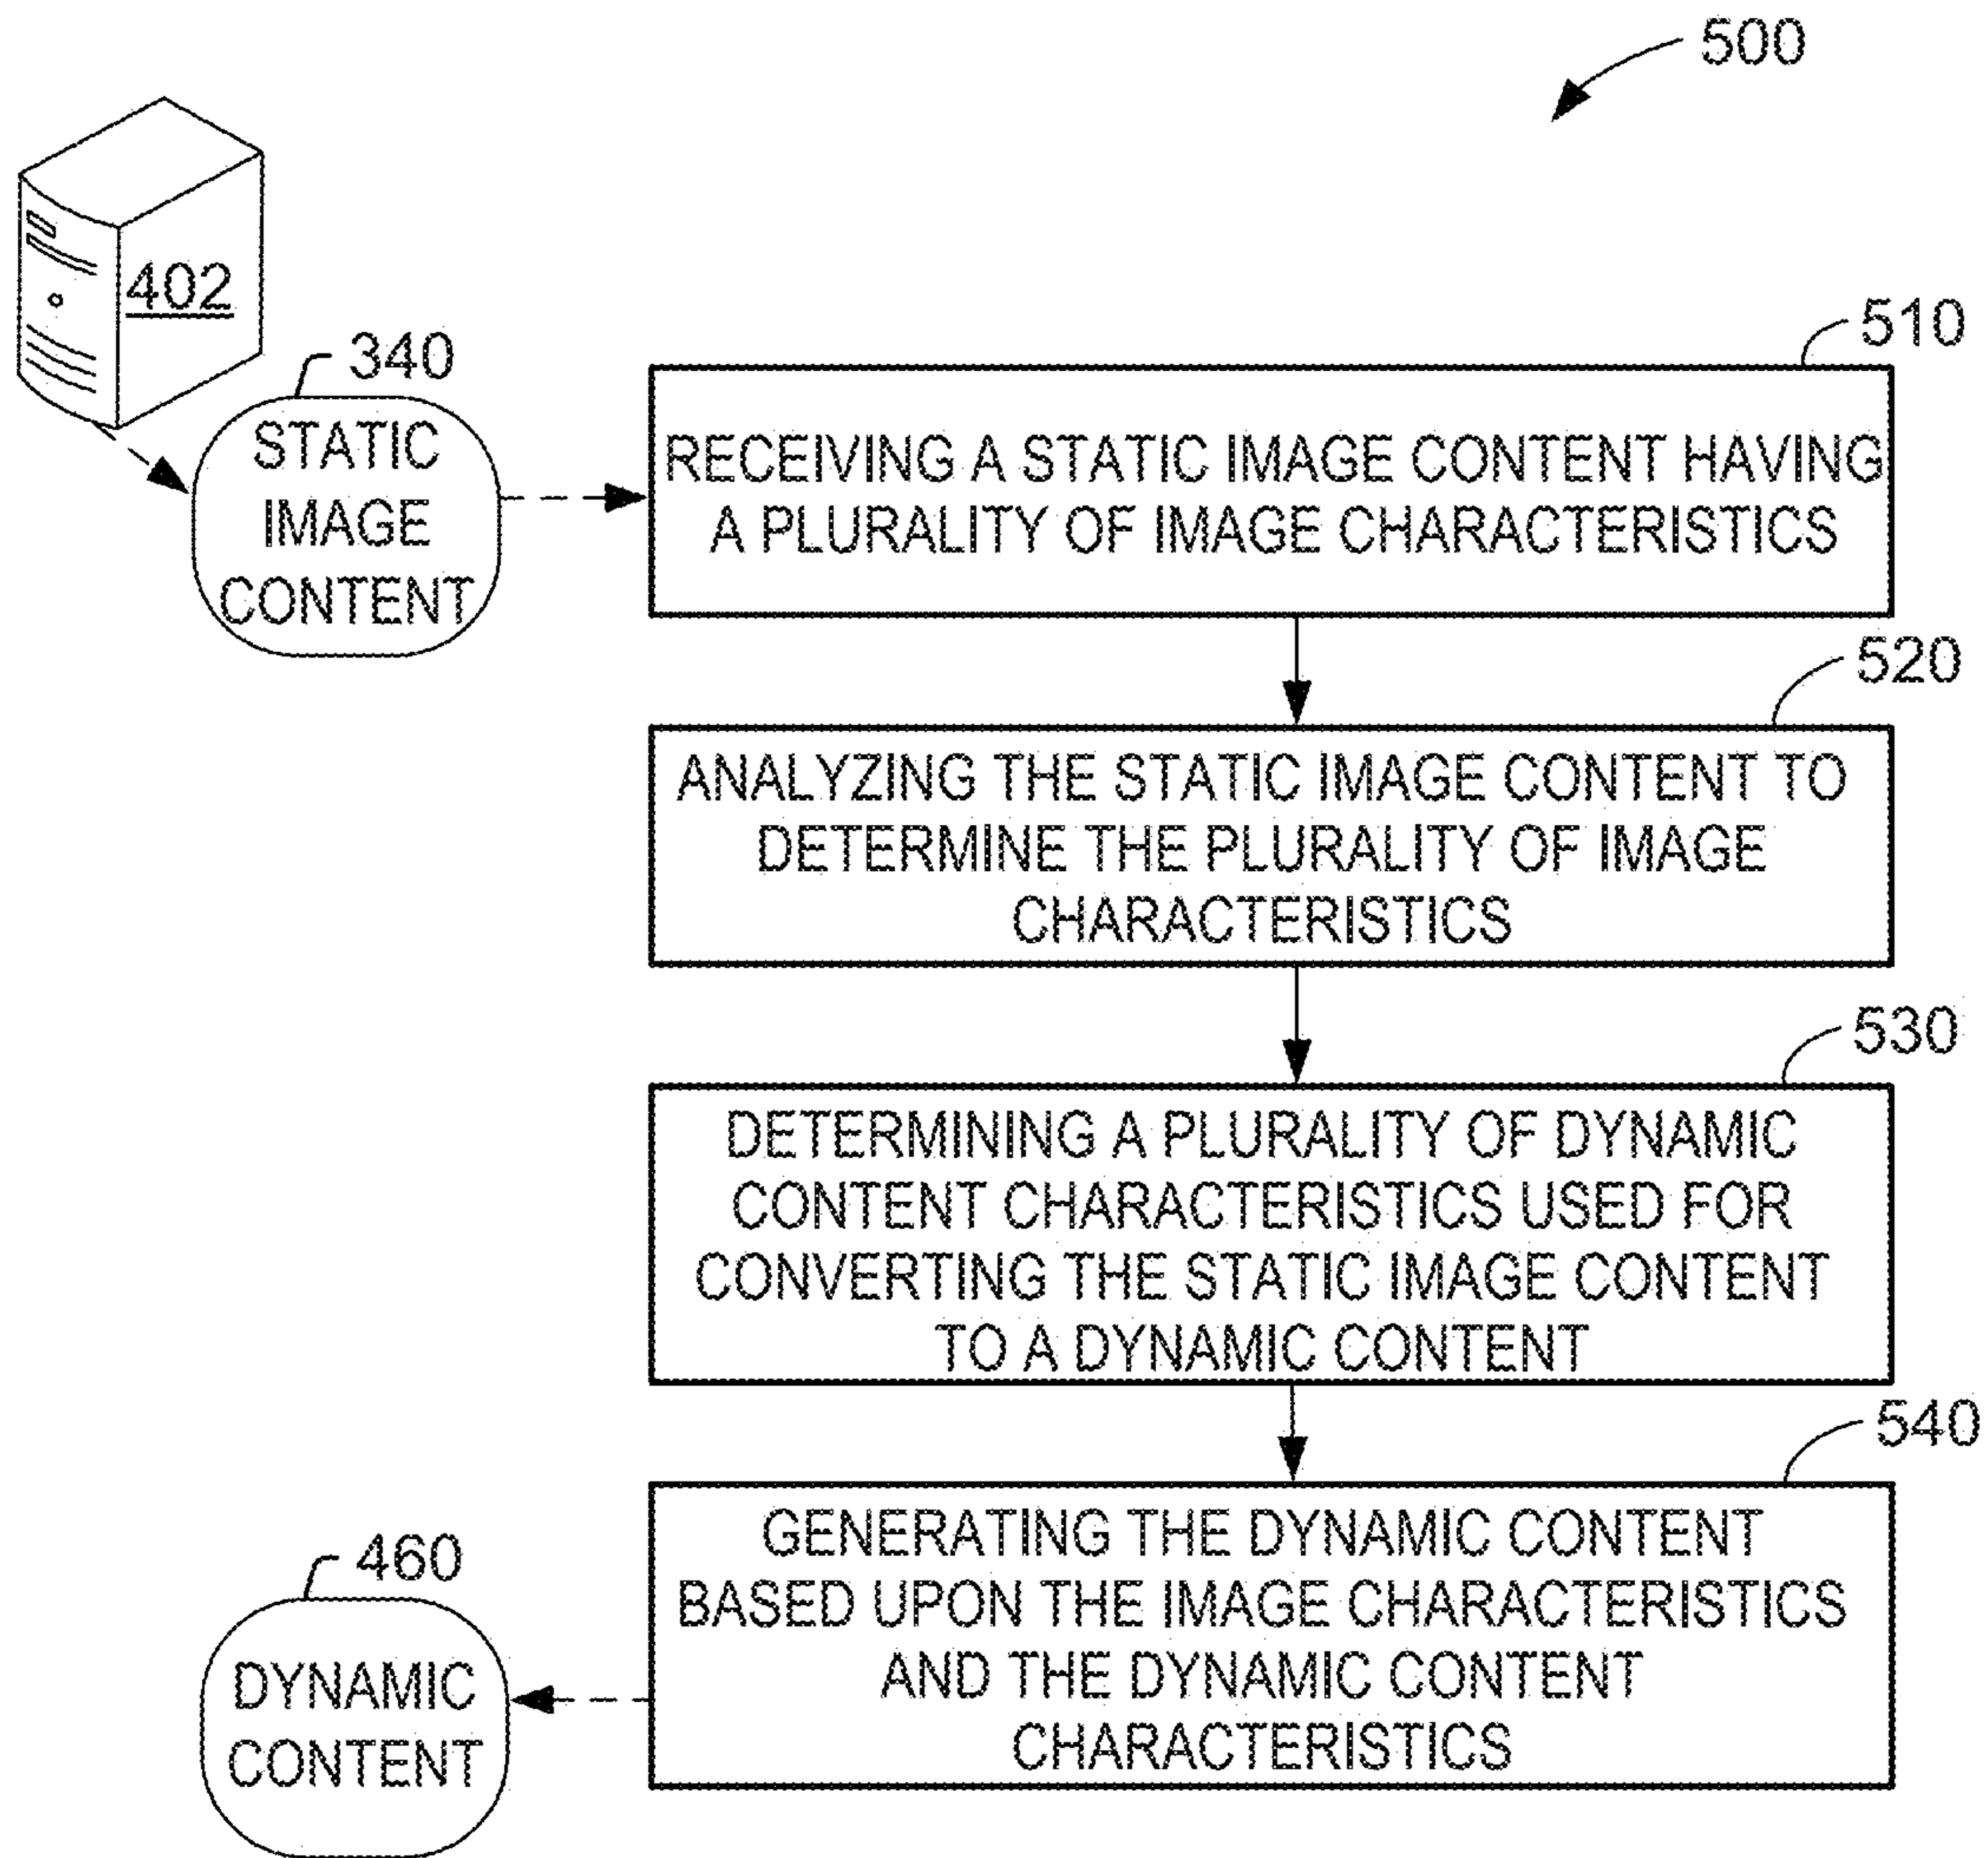 500
402
340
STATIC
IMAGE
CONTENT
510
RECEIVING A STATIC IMAGE CONTENT HAVING
A PLURALITY OF IMAGE CHARACTERISTICS
520
ANALYZING THE STATIC IMAGE CONTENT TO
DETERMINE THE PLURALITY OF IMAGE
CHARACTERISTICS
530
DETERMINING A PLURALITY OF DYNAMIC
CONTENT CHARACTERISTICS USED FOR
CONVERTING THE STATIC IMAGE CONTENT
TO A DYNAMIC CONTENT
540
GENERATING THE DYNAMIC CONTENT
BASED UPON THE IMAGE CHARACTERISTICS
AND THE DYNAMIC CONTENT
CHARACTERISTICS
460
DYNAMIC
CONTENT